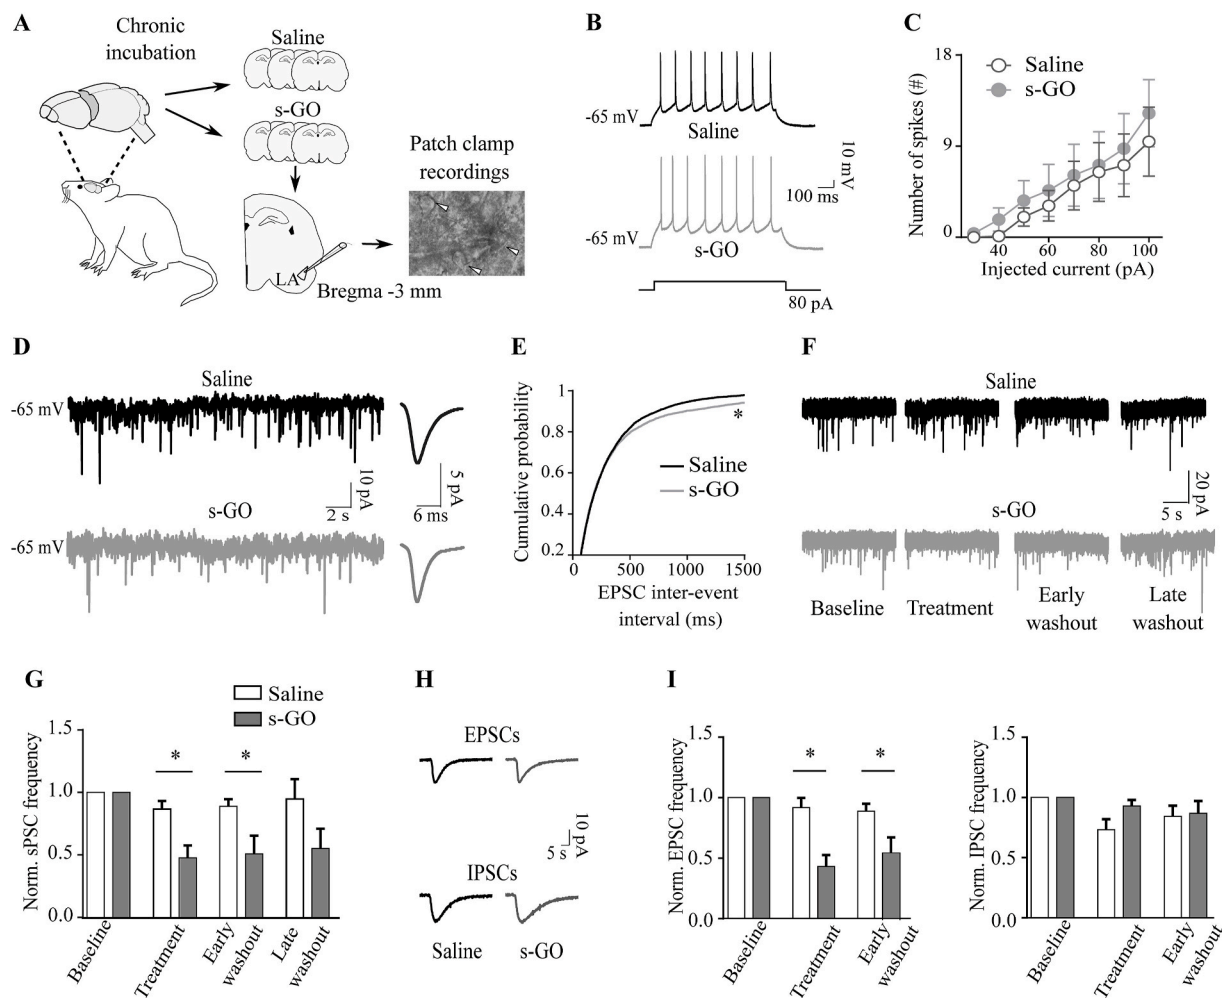 A
Chronic
incubation
Saline
s-GO
Patch clamp
recordings
LA
Bregma -3 mm
B
-65 mV
Saline
10 mV
100 ms
-65 mV
s-GO
80 pA
C
18
9
0
Number of spikes (#)
Saline
s-GO
40
60
80
100
Injected current (pA)
D
Saline
-65 mV
10 pA
2 s
5 pA
6 ms
s-GO
-65 mV
E
Cumulative probability
1
0.8
0.6
0.4
0.2
*
Saline
s-GO
0
500
1000
1500
EPSC inter-event
interval (ms)
F
Saline
20 pA
5 s
s-GO
Baseline
Treatment
Early
washout
Late
washout
G
Saline
s-GO
Norm. sPSC frequency
1.5
1.0
0.5
0.0
*
*
Baseline
Treatment
Early
washout
Late
washout
H
EPSCs
10 pA
5 s
IPSCs
Saline
s-GO
I
Norm. EPSC frequency
1.5
1.0
0.5
0.0
*
*
Baseline
Treatment
Early
washout
Norm. IPSC frequency
1.5
1.0
0.5
0.0
Baseline
Treatment
Early
washout